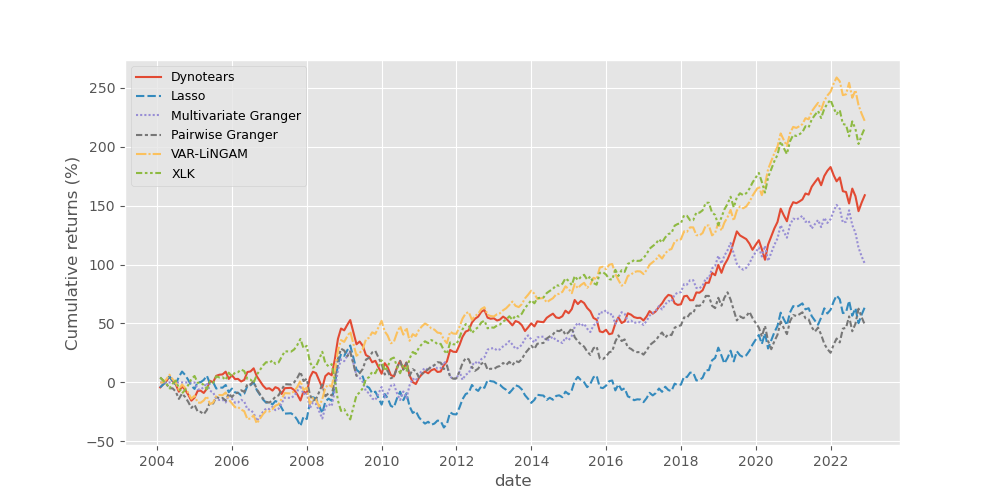 Dynotears
Lasso
Multivariate Granger
Pairwise Granger
VAR-LiNGAM
XLK
250
200
150
100
50
0
−50
Cumulative returns (%)
2004 2006 2008 2010 2012 2014 2016 2018 2020 2022
date